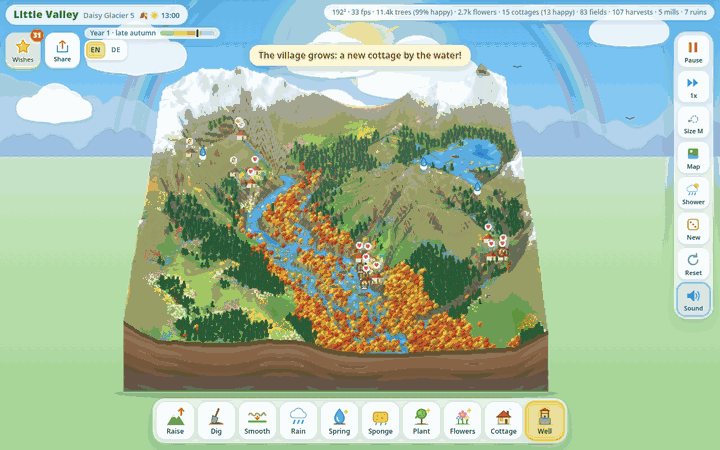 Little Valley Daisy Glacier 5 13:00
192² · 33 fps · 11.4k trees (99% happy) · 2.7k flowers · 15 cottages (13 happy) · 83 fields · 107 harvests · 5 mills · 7 ruins
Year 1 · late autumn
31
Wishes
Share
EN DE
The village grows: a new cottage by the water!
Pause
1x
Size M
Map
Shower
New
Reset
Sound
Raise
Dig
Smooth
Rain
Spring
Sponge
Plant
Flowers
Cottage
Well